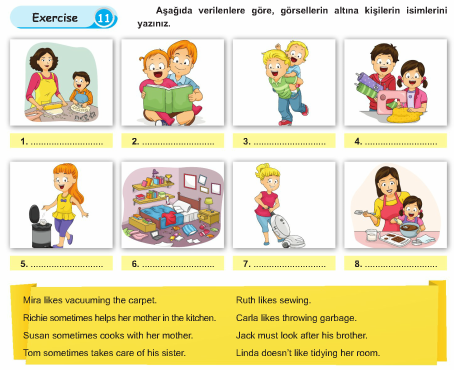 Exercise 11
Aşağıda verilenlere göre, görsellerin altına kişilerin isimlerini
yazınız.
1. ............................
2. ............................
3. ............................
4. ............................
5. ............................
6. ............................
7. ............................
8. ............................
Mira likes vacuuming the carpet.
Richie sometimes helps her mother in the kitchen.
Susan sometimes cooks with her mother.
Tom sometimes takes care of his sister.
Ruth likes sewing.
Carla likes throwing garbage.
Jack must look after his brother.
Linda doesn't like tidying her room.